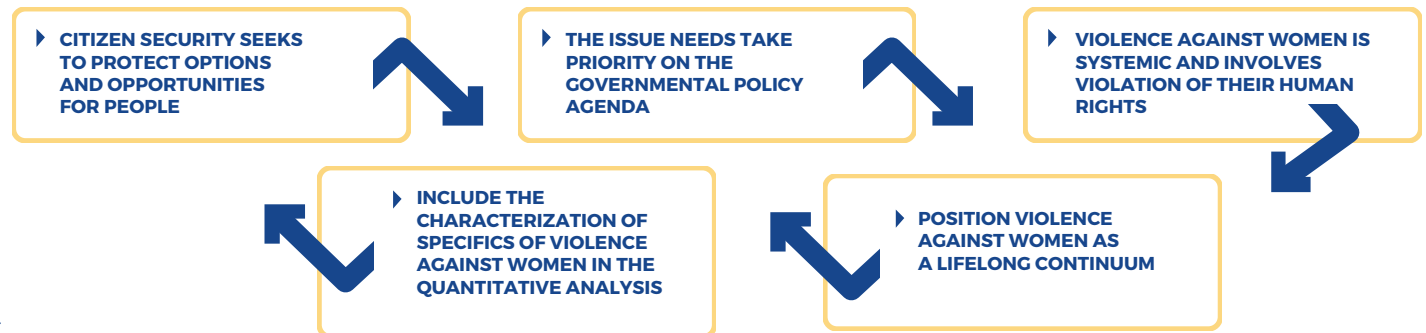 CITIZEN SECURITY SEEKS
TO PROTECT OPTIONS
AND OPPORTUNITIES
FOR PEOPLE
THE ISSUE NEEDS TAKE
PRIORITY ON THE
GOVERNMENTAL POLICY
AGENDA
VIOLENCE AGAINST WOMEN IS
SYSTEMIC AND INVOLVES
VIOLATION OF THEIR HUMAN
RIGHTS
POSITION VIOLENCE
AGAINST WOMEN AS
A LIFELONG CONTINUUM
INCLUDE THE
CHARACTERIZATION OF
SPECIFICS OF VIOLENCE
AGAINST WOMEN IN THE
QUANTITATIVE ANALYSIS